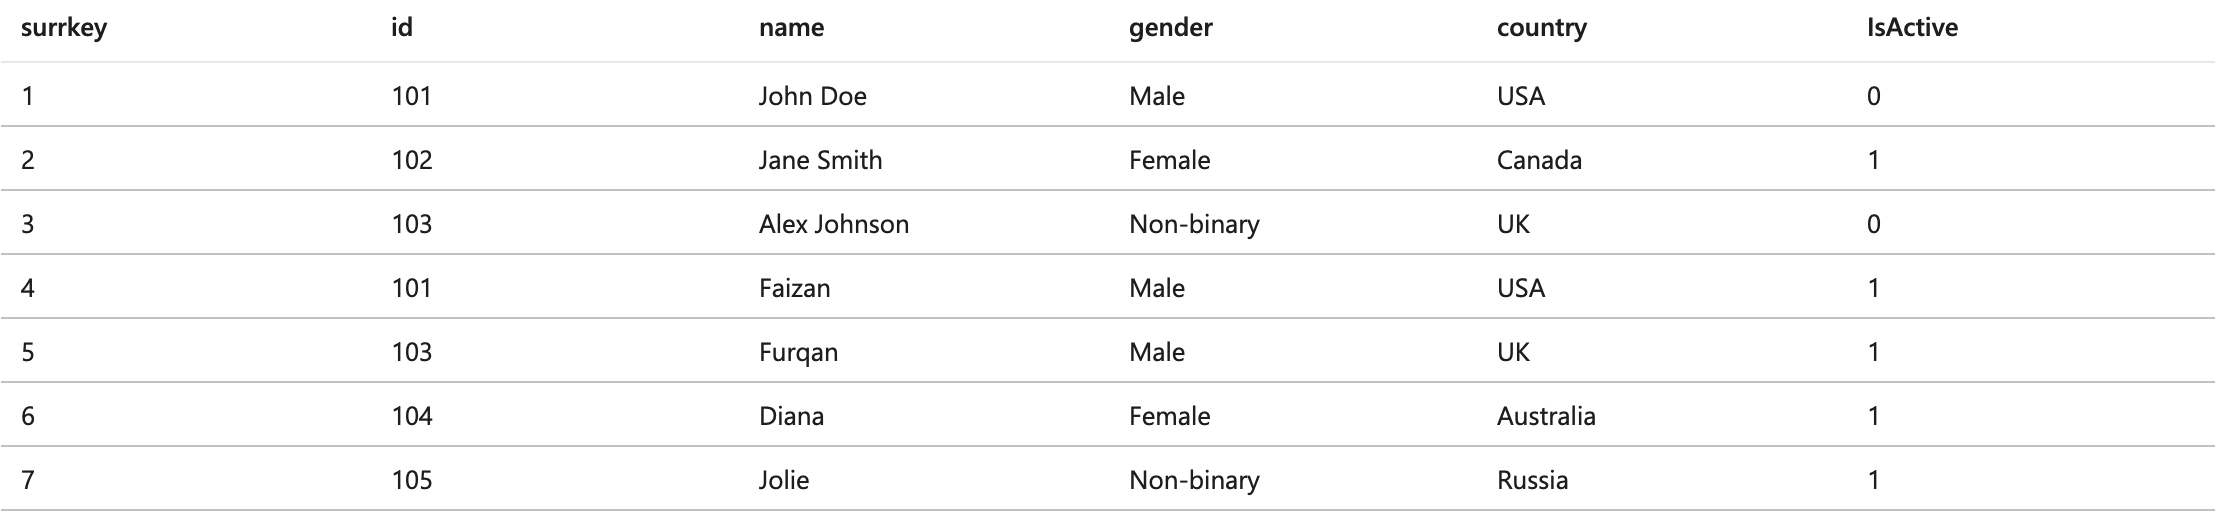 surrkey id name gender country IsActive
1 101 John Doe Male USA 0
2 102 Jane Smith Female Canada 1
3 103 Alex Johnson Non-binary UK 0
4 101 Faizan Male USA 1
5 103 Furqan Male UK 1
6 104 Diana Female Australia 1
7 105 Jolie Non-binary Russia 1